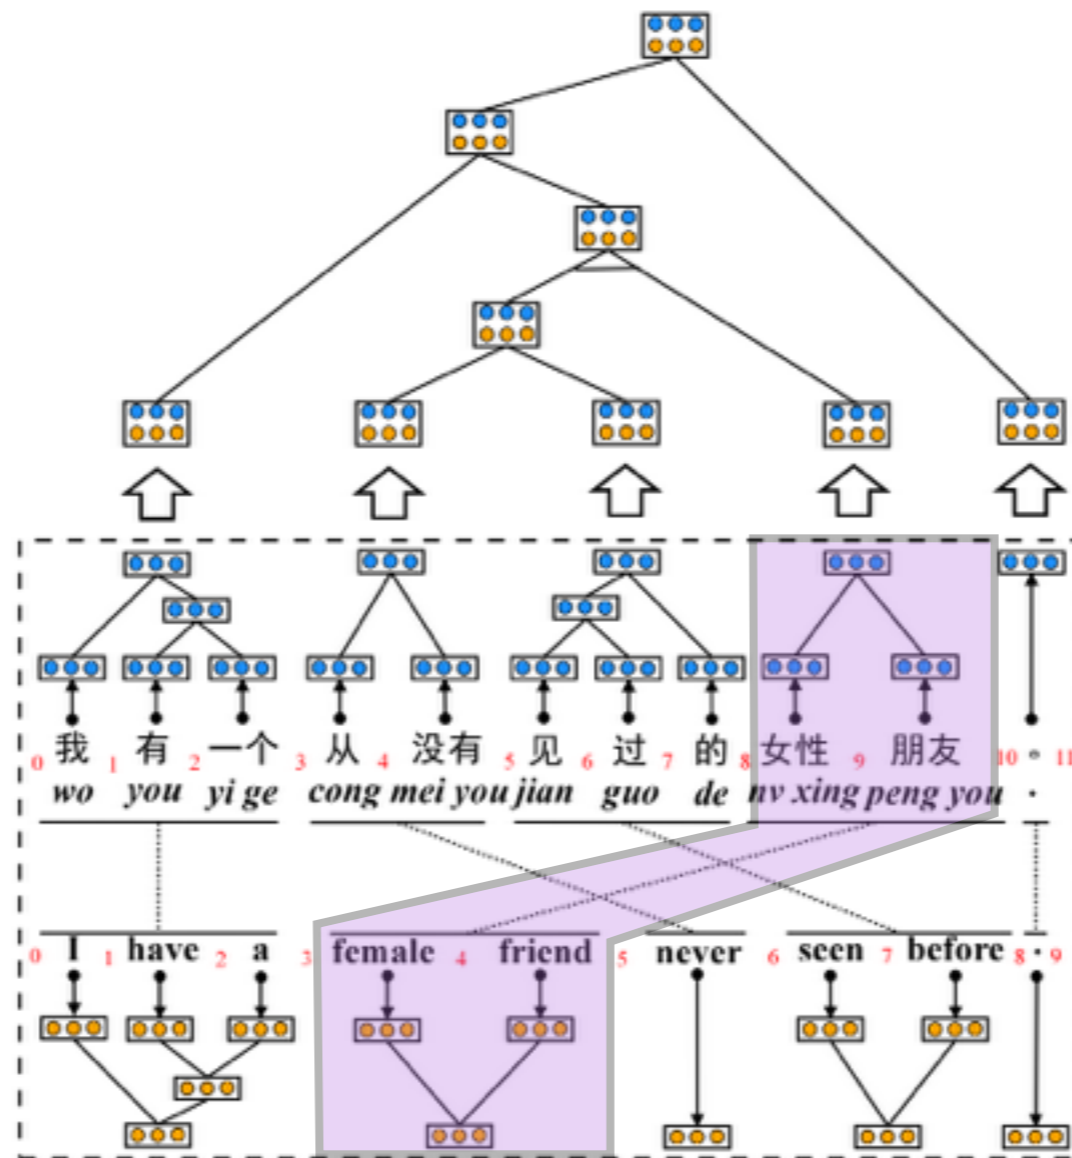 0 我 1 有 2 一个 3 从 4 没有 5 见 6 过 7 的 8 女性 9 朋友 10 。 11
wo you yi ge cong mei you jian guo de nv xing peng you .
0 I 1 have 2 a 3 female 4 friend 5 never 6 seen 7 before 8 . 9